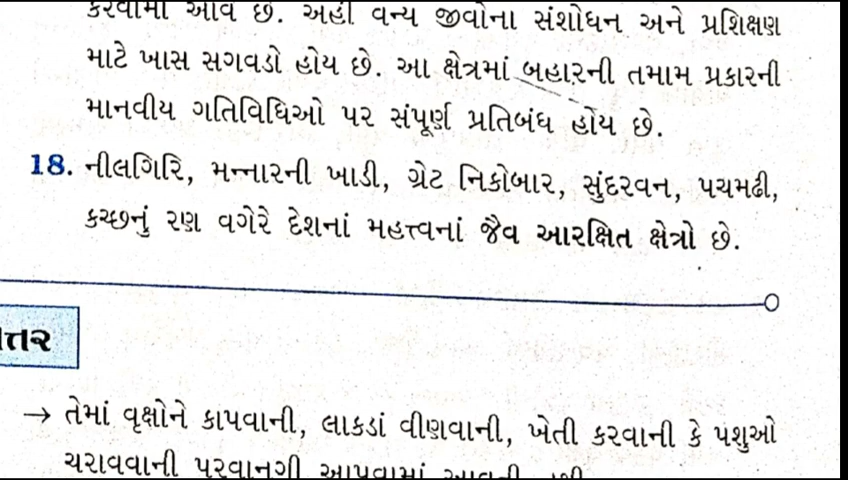 કરવામાં આવે છે. અહીં વન્ય જીવોના સંશોધન અને પ્રશિક્ષણ
માટે ખાસ સગવડો હોય છે. આ ક્ષેત્રમાં બહારની તમામ પ્રકારની
માનવીય ગતિવિધિઓ પર સંપૂર્ણ પ્રતિબંધ હોય છે.
18. નીલગિરિ, મન્નારની ખાડી, ગ્રેટ નિકોબાર, સુંદરવન, પચમઢી,
કચ્છનું રણ વગેરે દેશનાં મહત્ત્વનાં જૈવ આરક્ષિત ક્ષેત્રો છે.
ત્તર
→ તેમાં વૃક્ષોને કાપવાની, લાકડાં વીણવાની, ખેતી કરવાની કે પશુઓ
ચરાવવાની પરવાનગી આપવામાં આવતી